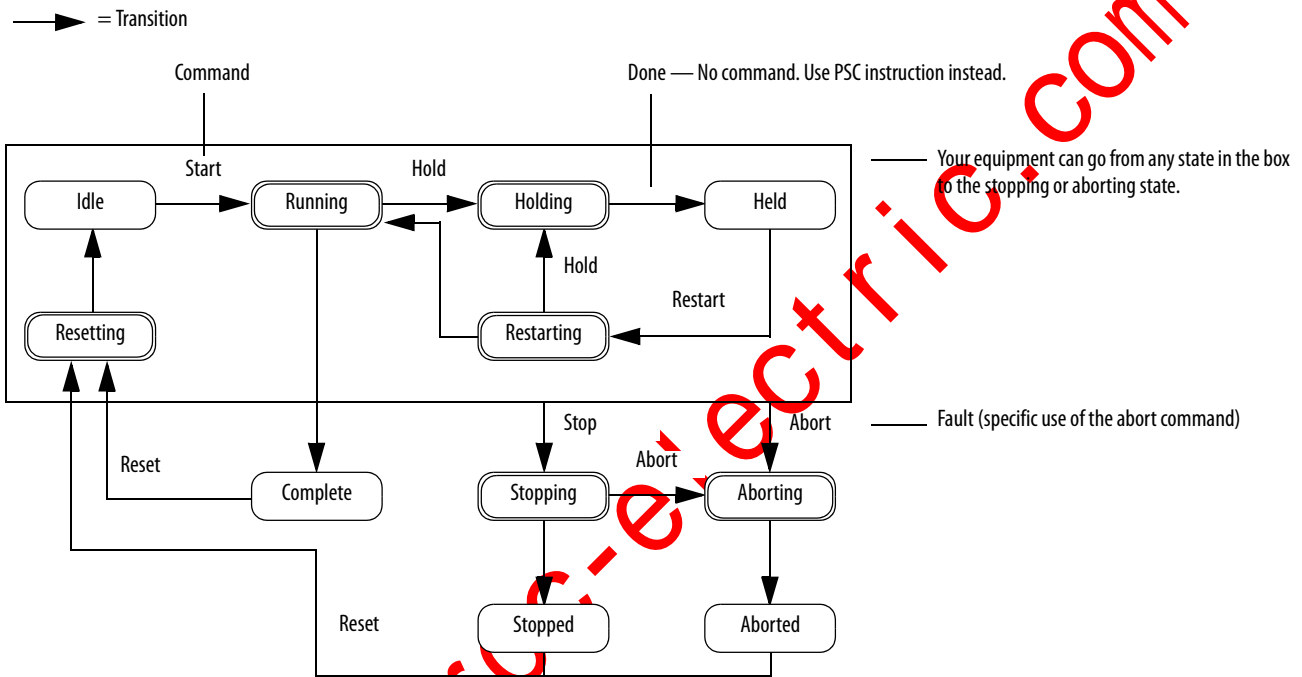 = Transition
Command
Done — No command. Use PSC instruction instead.
Your equipment can go from any state in the box
to the stopping or aborting state.
Start
Hold
Idle
Running
Holding
Held
Hold
Restart
Resetting
Restarting
Stop
Abort
Fault (specific use of the abort command)
Reset
Abort
Complete
Stopping
Aborting
Reset
Stopped
Aborted
c-electric.com